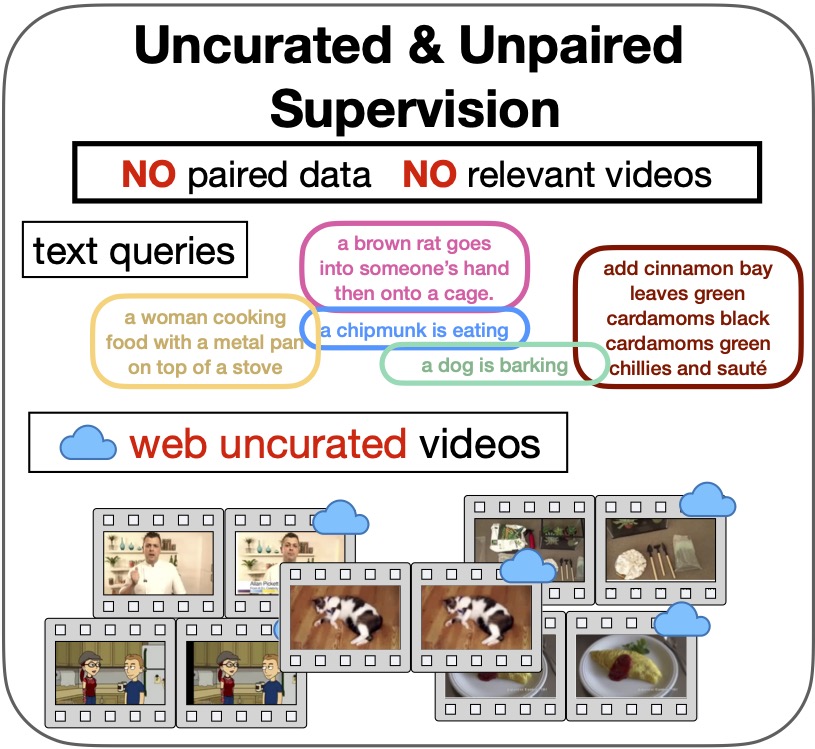 Uncurated & Unpaired
Supervision
NO paired data NO relevant videos
text queries
a brown rat goes
into someone's hand
then onto a cage.
a woman cooking
food with a metal pan
on top of a stove
a chipmunk is eating
a dog is barking
add cinnamon bay
leaves green
cardamoms black
cardamoms green
chillies and sauté
web uncurated videos